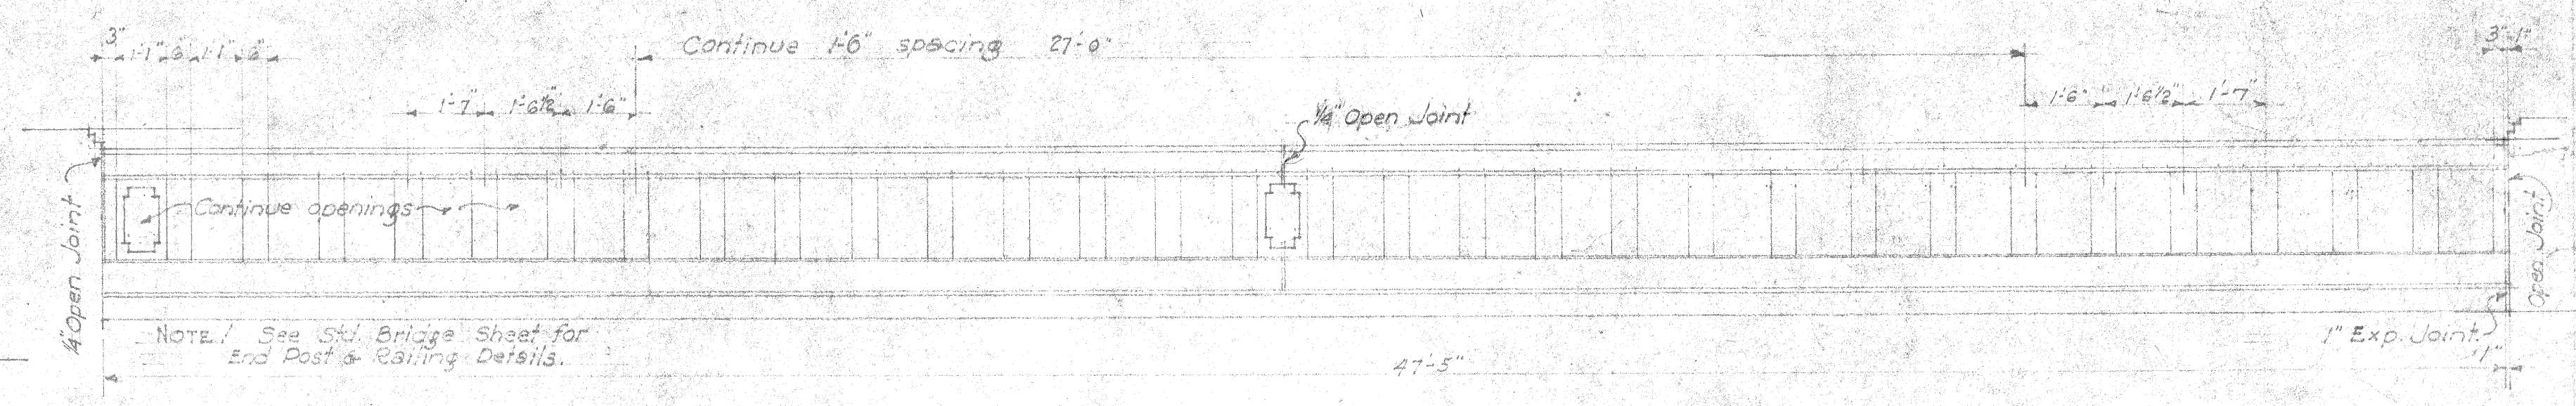 3" 1'-1" 6" 1'-1" 6"
Continue 1'-6" spacing 27'-0"
3" 1"
1'-7" 1'-6½" 1'-6"
1'-6" 1'-6½" 1'-7"
¼" Open Joint
¼" Open Joint
Continue openings
Open Joint
NOTE! See Std. Bridge Sheet for
End Post & Railing Details.
1" Exp. Joint.
1"
47'-5"